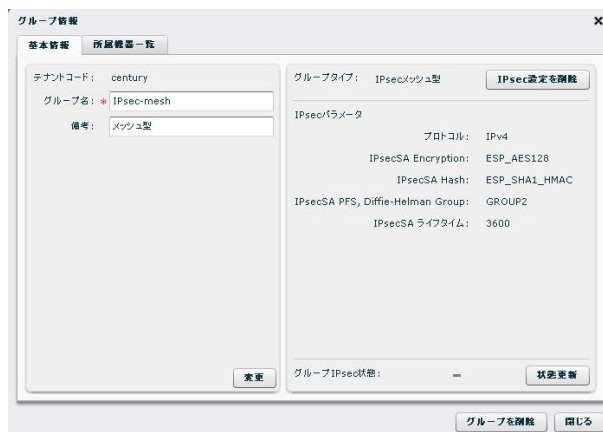 グループ情報
×
基本情報
所属機器一覧
テナントコード: century
グループ名: * IPsec-mesh
備考: メッシュ型
変更
グループタイプ: IPsecメッシュ型
IPsec設定を削除
IPsecパラメータ
プロトコル: IPv4
IPsecSA Encryption: ESP_AES128
IPsecSA Hash: ESP_SHA1_HMAC
IPsecSA PFS, Diffie-Helman Group: GROUP2
IPsecSA ライフタイム: 3600
グループIPsec状態: −
状態更新
グループを削除
閉じる